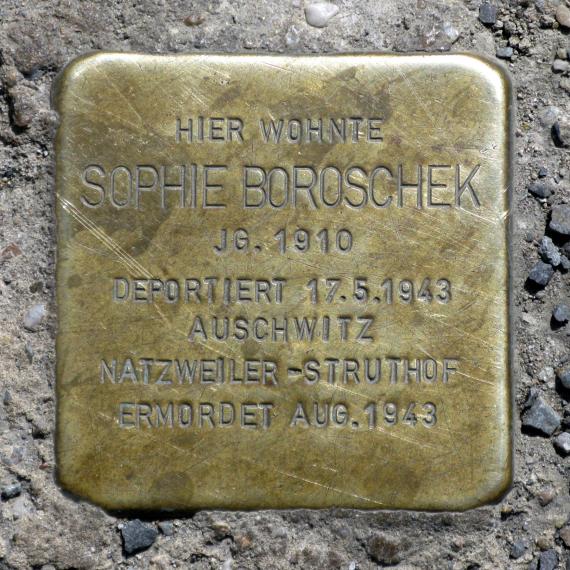 HIER WOHNTE
SOPHIE BOROSCHEK
JG. 1910
DEPORTIERT 17.5.1943
AUSCHWITZ
NATZWEILER-STRUTHOF
ERMORDET AUG. 1943